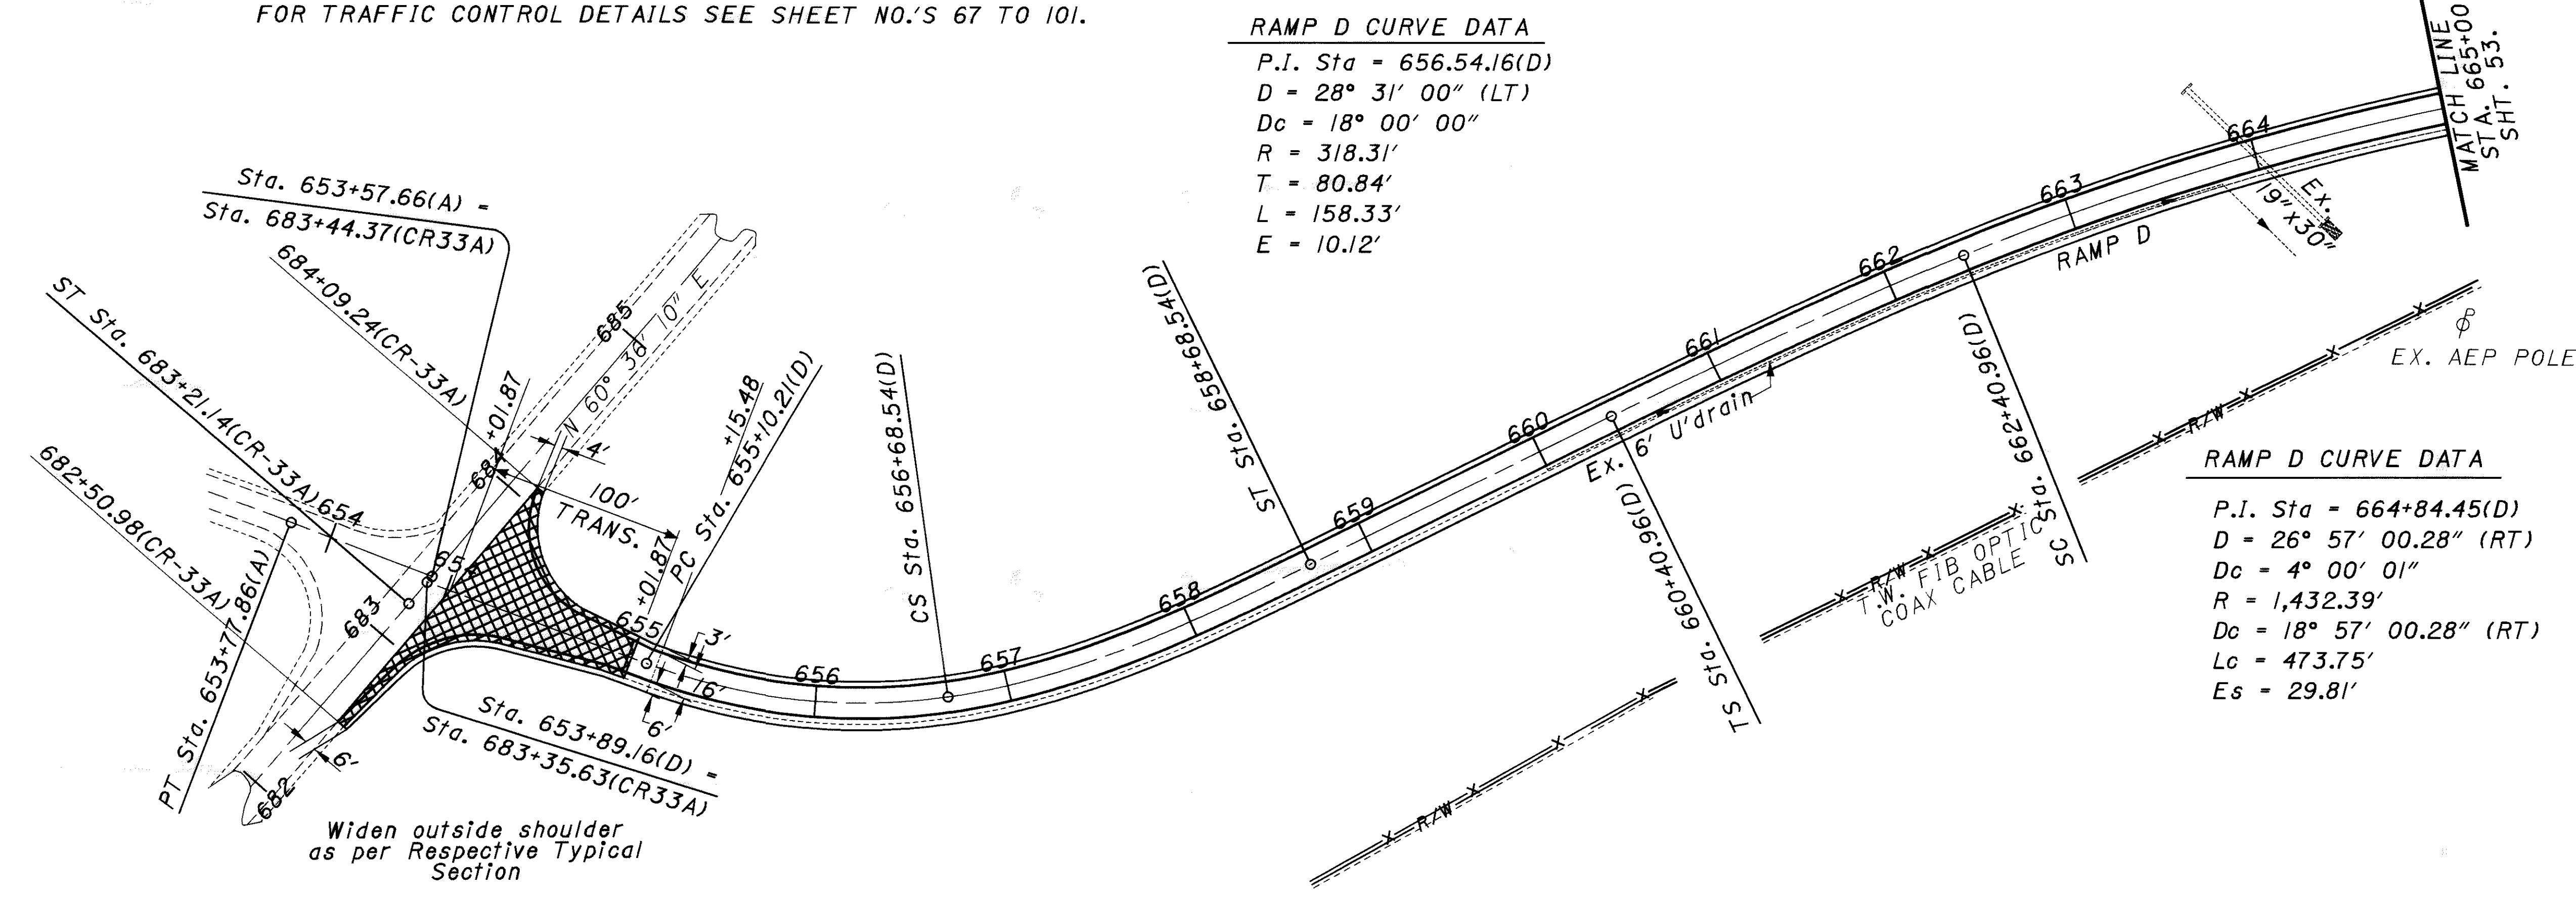 FOR TRAFFIC CONTROL DETAILS SEE SHEET NO.'S 67 TO 101.
RAMP D CURVE DATA
P.I. Sta = 656.54.16(D)
D = 28° 31' 00" (LT)
Dc = 18° 00' 00"
R = 318.31'
T = 80.84'
L = 158.33'
E = 10.12'
MATCH LINE
STA. 665+00
SHT. 53.
Sta. 653+57.66(A) =
Sta. 683+44.37(CR33A)
684+09.24(CR-33A)
ST Sta. 683+21.14(CR-33A)
682+50.98(CR-33A)
PT Sta. 653+77.86(A)
654
685
N 60° 36' 10" E
684
+01.87
4'
100'
TRANS.
+15.48
PC Sta. 655+10.21(D)
+01.87
683
682
6'
655
3'
16'
6'
Sta. 653+89.16(D) =
Sta. 683+35.63(CR33A)
Widen outside shoulder
as per Respective Typical
Section
656
CS Sta. 656+68.54(D)
657
658
ST Sta. 658+68.54(D)
659
660
Ex. 6' U'drain
TS Sta. 660+40.96(D)
661
662
SC Sta. 662+40.96(D)
663
RAMP D
664
Ex.
19"X30"
EX. AEP POLE
R/W
R/W
T.W. FIB OPTIC
COAX CABLE
R/W
RAMP D CURVE DATA
P.I. Sta = 664+84.45(D)
D = 26° 57' 00.28" (RT)
Dc = 4° 00' 01"
R = 1,432.39'
Dc = 18° 57' 00.28" (RT)
Lc = 473.75'
Es = 29.81'